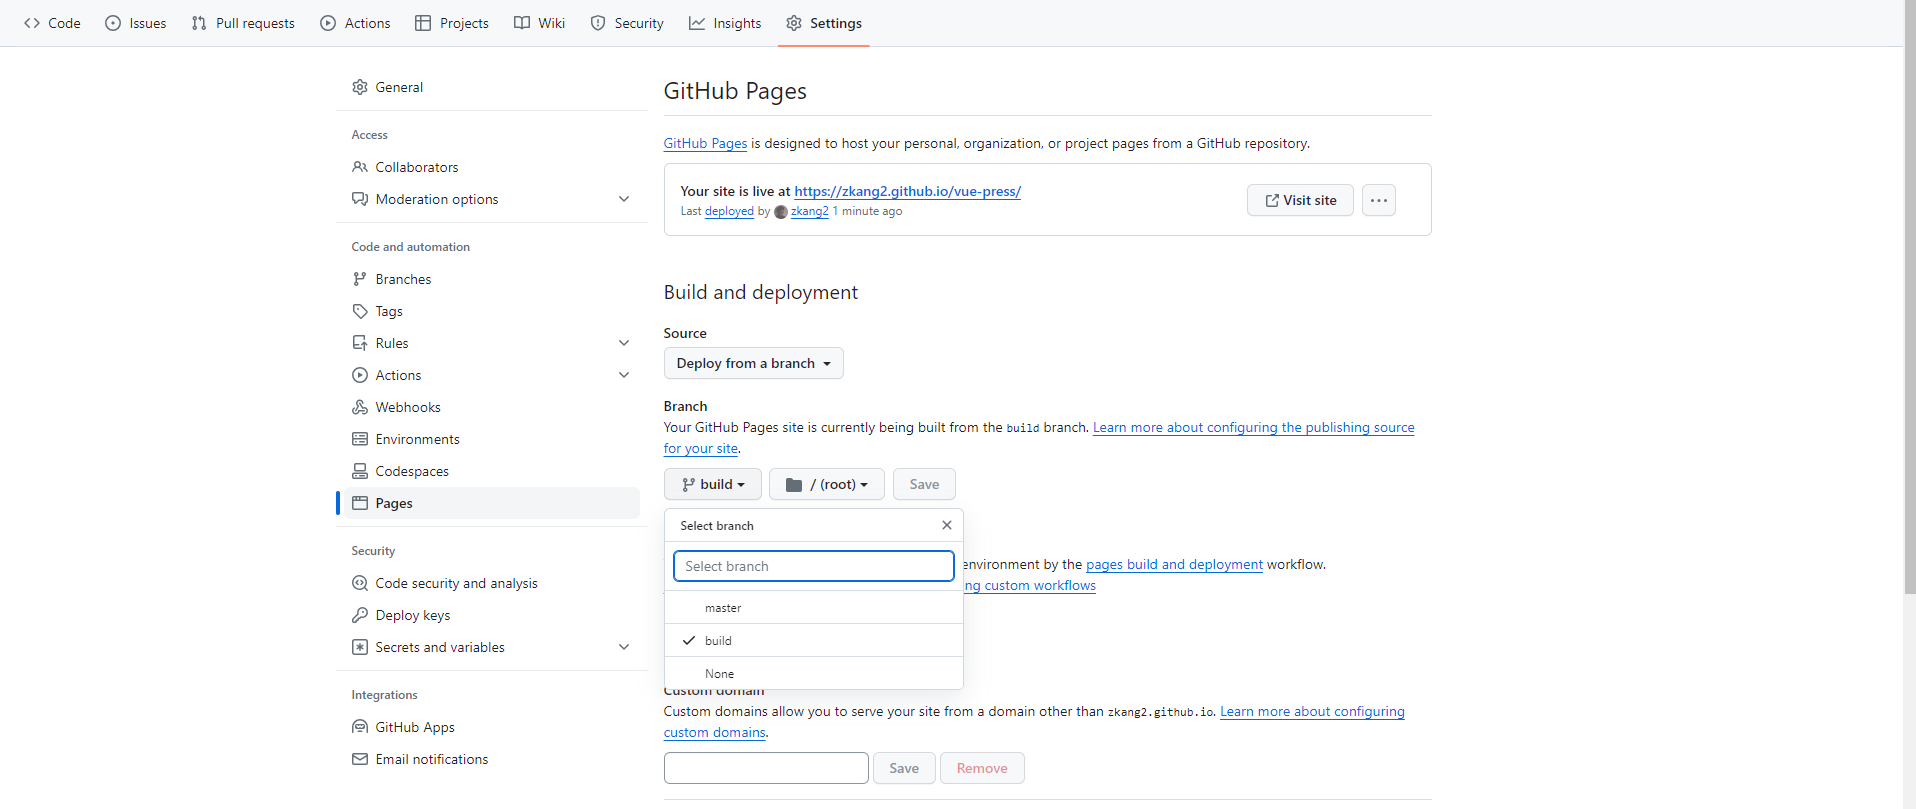 Code Issues Pull requests Actions Projects Wiki Security Insights Settings
General
Access
Collaborators
Moderation options
Code and automation
Branches
Tags
Rules
Actions
Webhooks
Environments
Codespaces
Pages
Security
Code security and analysis
Deploy keys
Secrets and variables
Integrations
GitHub Apps
Email notifications
GitHub Pages
GitHub Pages is designed to host your personal, organization, or project pages from a GitHub repository.
Your site is live at https://zkang2.github.io/vue-press/
Last deployed by zkang2 1 minute ago
Visit site
Build and deployment
Source
Deploy from a branch
Branch
Your GitHub Pages site is currently being built from the build branch. Learn more about configuring the publishing source
for your site.
build / (root) Save
Select branch
Select branch
master
build
None
environment by the pages build and deployment workflow.
ng custom workflows
Custom domain
Custom domains allow you to serve your site from a domain other than zkang2.github.io. Learn more about configuring
custom domains.
Save Remove